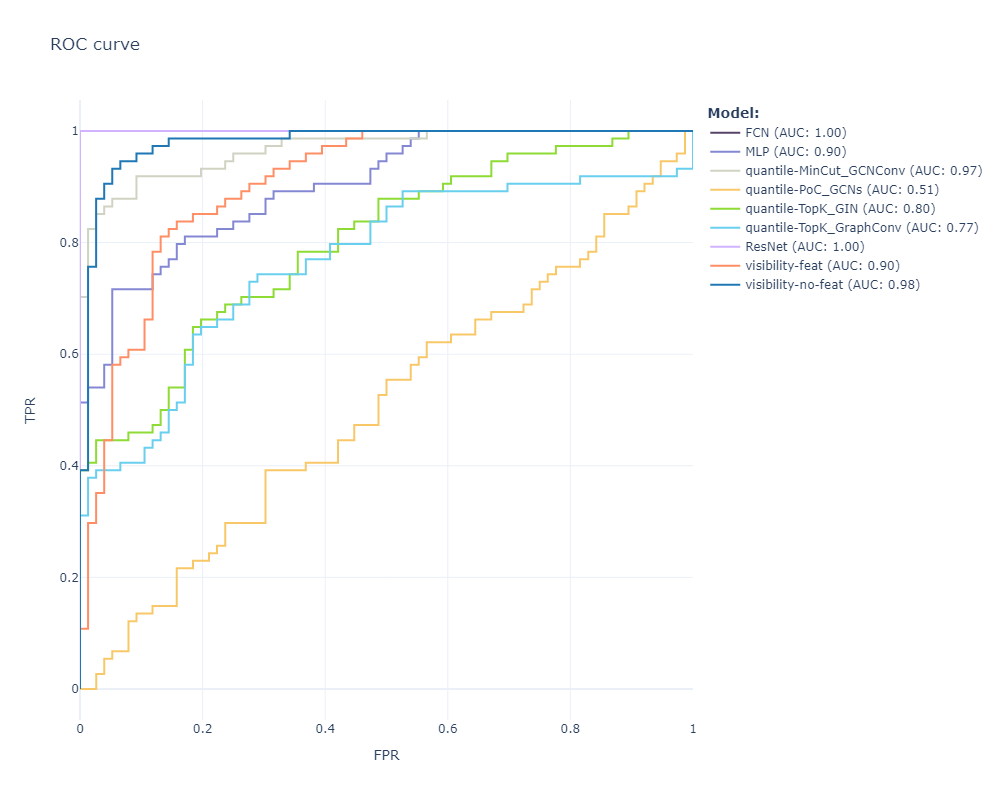 ROC curve
Model:
FCN (AUC: 1.00)
MLP (AUC: 0.90)
quantile-MinCut_GCNConv (AUC: 0.97)
quantile-PoC_GCNs (AUC: 0.51)
quantile-TopK_GIN (AUC: 0.80)
quantile-TopK_GraphConv (AUC: 0.77)
ResNet (AUC: 1.00)
visibility-feat (AUC: 0.90)
visibility-no-feat (AUC: 0.98)
1
0.8
0.6
0.4
0.2
0
TPR
0 0.2 0.4 0.6 0.8 1
FPR